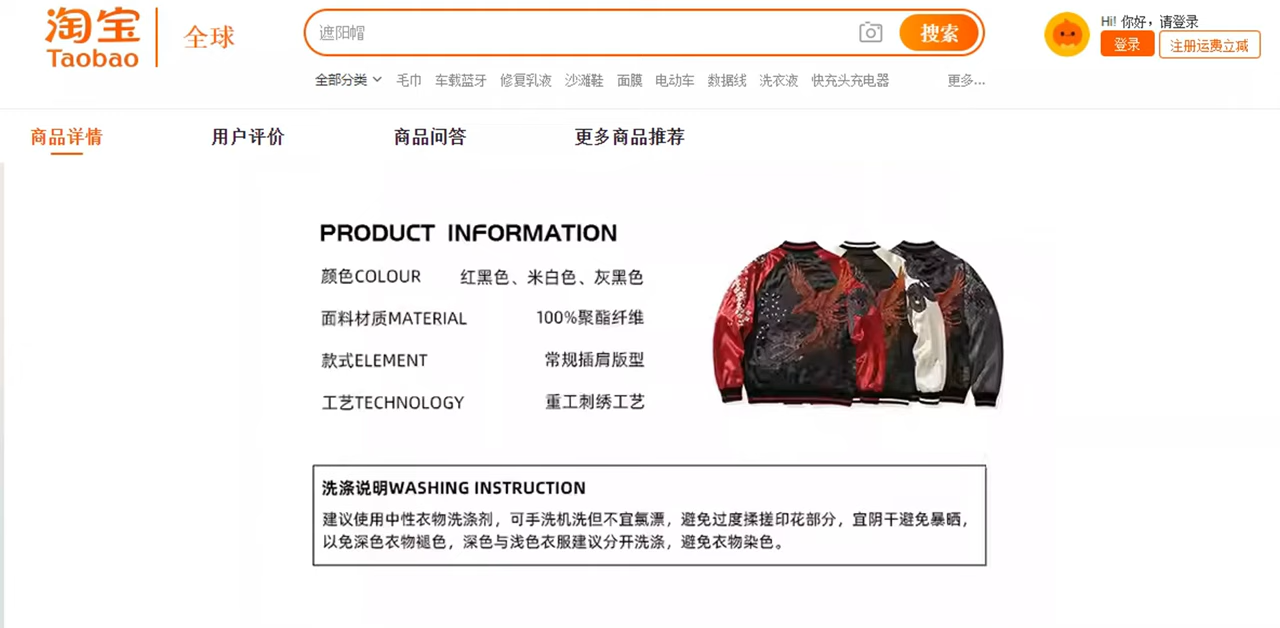 淘宝
Taobao
全球
遮阳帽
搜索
Hi! 你好，请登录
登录 注册运费立减
全部分类 毛巾 车载蓝牙 修复乳液 沙滩鞋 面膜 电动车 数据线 洗衣液 快充头充电器 更多...
商品详情 用户评价 商品问答 更多商品推荐
PRODUCT INFORMATION
颜色COLOUR 红黑色、米白色、灰黑色
面料材质MATERIAL 100%聚酯纤维
款式ELEMENT 常规插肩版型
工艺TECHNOLOGY 重工刺绣工艺
洗涤说明WASHING INSTRUCTION
建议使用中性衣物洗涤剂，可手洗机洗但不宜氯漂，避免过度揉搓印花部分，宜阴干避免暴晒，
以免深色衣物褪色，深色与浅色衣服建议分开洗涤，避免衣物染色。